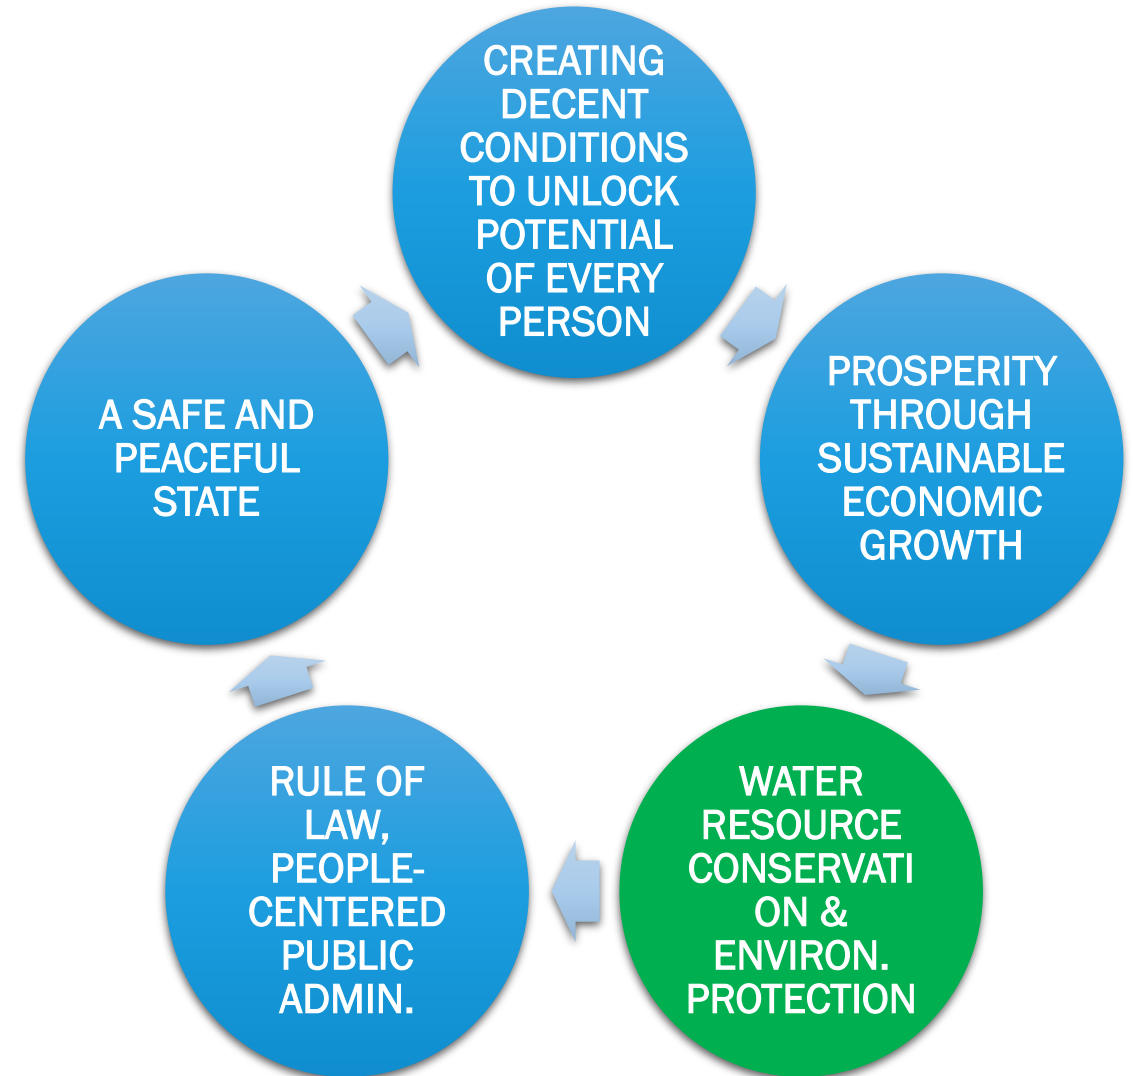 CREATING
DECENT
CONDITIONS
TO UNLOCK
POTENTIAL
OF EVERY
PERSON
PROSPERITY
THROUGH
SUSTAINABLE
ECONOMIC
GROWTH
WATER
RESOURCE
CONSERVATI
ON &
ENVIRON.
PROTECTION
RULE OF
LAW,
PEOPLE-
CENTERED
PUBLIC
ADMIN.
A SAFE AND
PEACEFUL
STATE